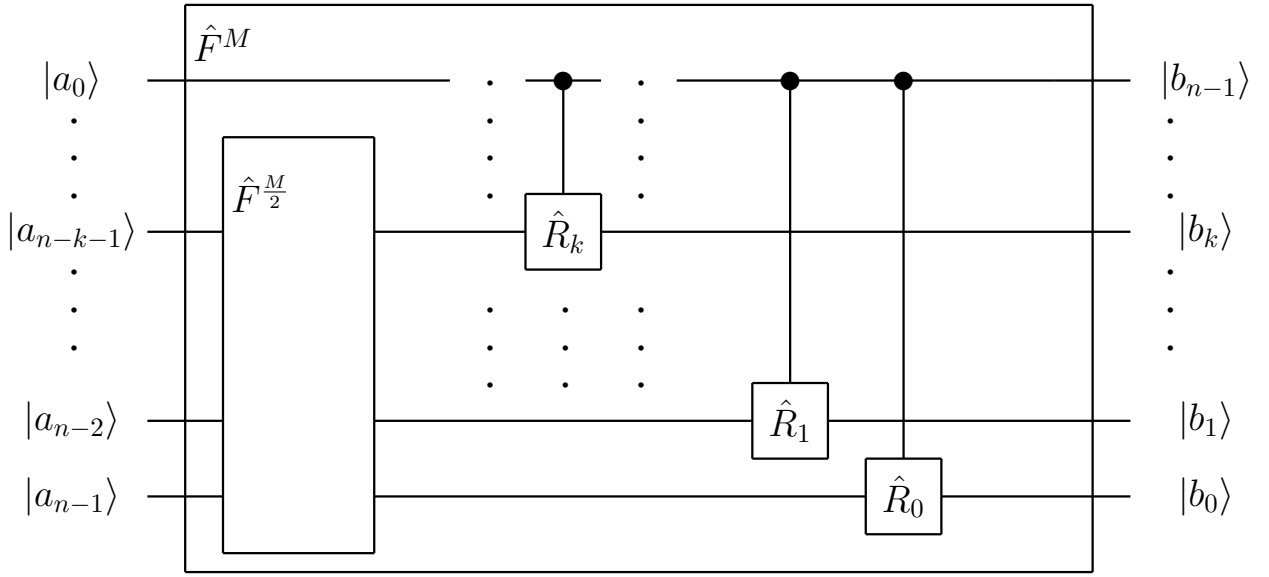 F̂^M
|a₀⟩ |b_{n−1}⟩
F̂^{M/2}
|a_{n−k−1}⟩ R̂_k |b_k⟩
|a_{n−2}⟩ R̂₁ |b₁⟩
|a_{n−1}⟩ R̂₀ |b₀⟩